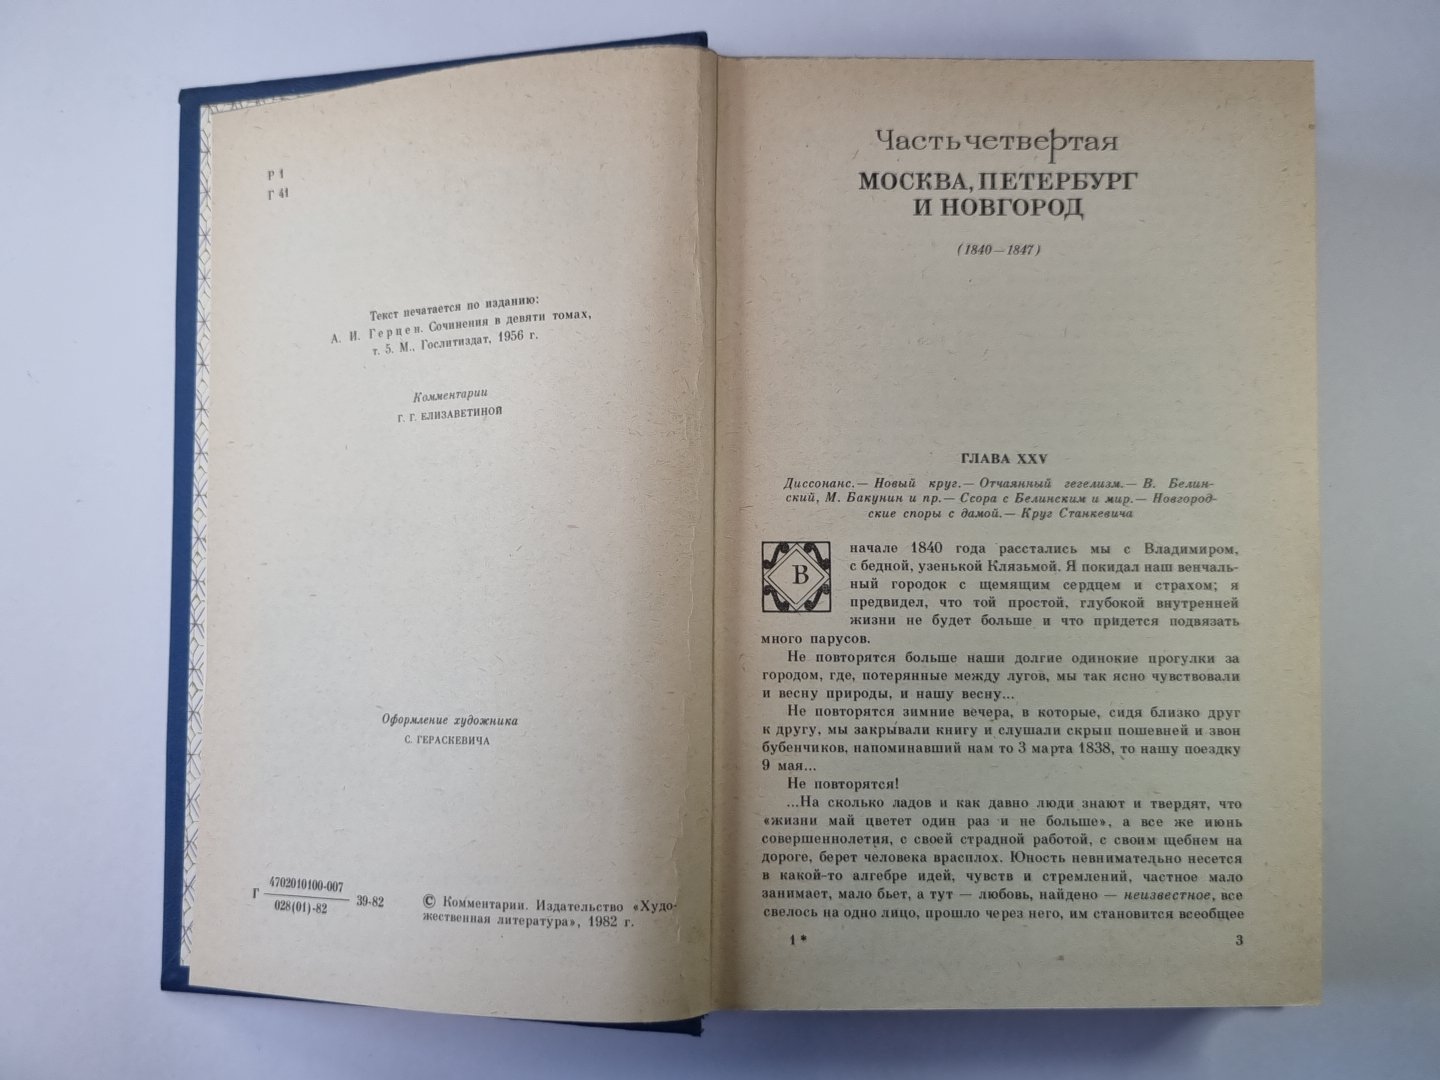 Р 1
Г 41
Текст печатается по изданию:
А. И. Герцен. Сочинения в девяти томах,
т. 5. М., Гослитиздат, 1956 г.
Комментарии
Г. Г. ЕЛИЗАВЕТИНОЙ
Оформление художника
С. ГЕРАСКЕВИЧА
Г 4702010100-007
028(01)-82 39-82
© Комментарии. Издательство «Худо-
жественная литература», 1982 г.
Часть четвертая
МОСКВА, ПЕТЕРБУРГ
И НОВГОРОД
(1840—1847)
ГЛАВА XXV
Диссонанс.— Новый круг.— Отчаянный гегелизм.— В. Белин-
ский, М. Бакунин и пр.— Ссора с Белинским и мир.— Новгород-
ские споры с дамой.— Круг Станкевича
В начале 1840 года расстались мы с Владимиром,
с бедной, узенькой Клязьмой. Я покидал наш венчаль-
ный городок с щемящим сердцем и страхом; я
предвидел, что той простой, глубокой внутренней
жизни не будет больше и что придется подвязать
много парусов.
Не повторятся больше наши долгие одинокие прогулки за
городом, где, потерянные между лугов, мы так ясно чувствовали
и весну природы, и нашу весну...
Не повторятся зимние вечера, в которые, сидя близко друг
к другу, мы закрывали книгу и слушали скрып пошевней и звон
бубенчиков, напоминавший нам то 3 марта 1838, то нашу поездку
9 мая...
Не повторятся!
...На сколько ладов и как давно люди знают и твердят, что
«жизни май цветет один раз и не больше», а все же июнь
совершеннолетия, с своей страдной работой, с своим щебнем на
дороге, берет человека врасплох. Юность невнимательно несется
в какой-то алгебре идей, чувств и стремлений, частное мало
занимает, мало бьет, а тут — любовь, найдено — неизвестное, все
свелось на одно лицо, прошло через него, им становится всеобщее
1 *
3